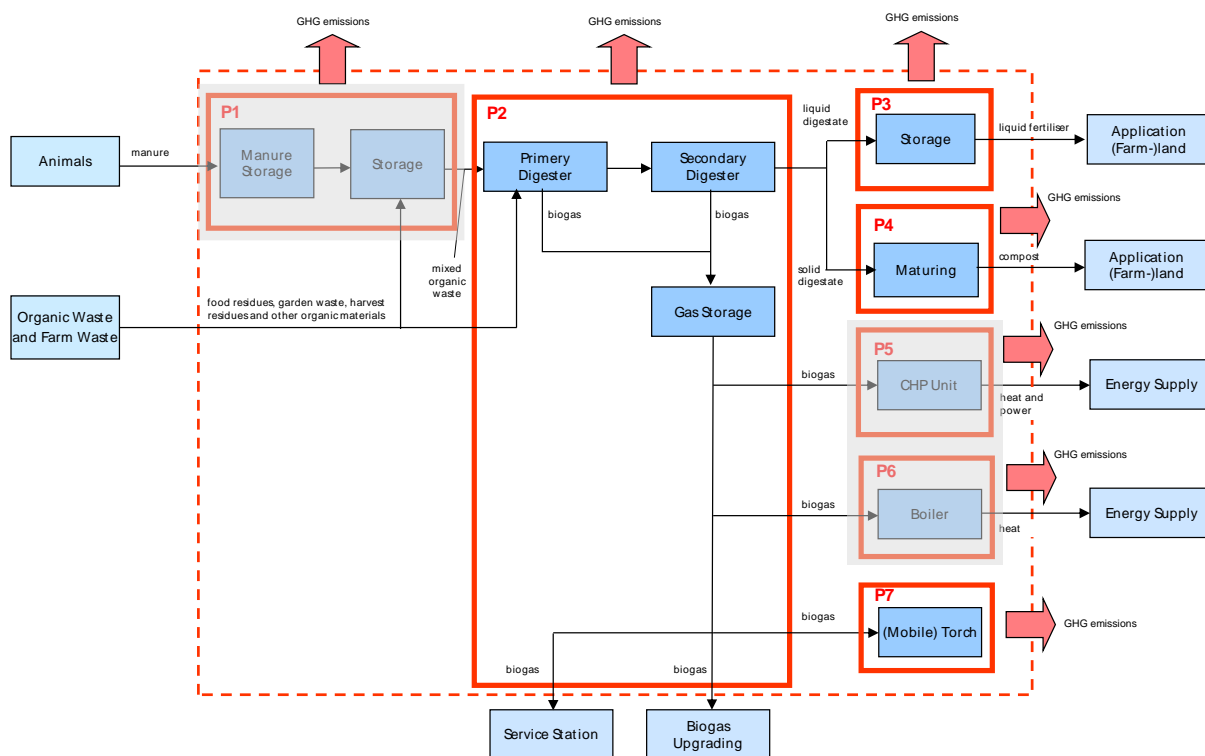 GHG emissions
GHG emissions
GHG emissions
P1
P2
P3
Animals
manure
Manure
Storage
Storage
Primery
Digester
Secondary
Digester
liquid
digestate
Storage
liquid fertiliser
Application
(Farm-)land
biogas
biogas
mixed
organic
waste
GHG emissions
P4
solid
digestate
Maturing
compost
Application
(Farm-)land
Organic Waste
and Farm Waste
food residues, garden waste, harvest
residues and other organic materials
Gas Storage
GHG emissions
P5
biogas
CHP Unit
heat and
power
Energy Supply
GHG emissions
P6
biogas
Boiler
heat
Energy Supply
P7
biogas
(Mobile) Torch
GHG emissions
biogas
biogas
Service Station
Biogas
Upgrading